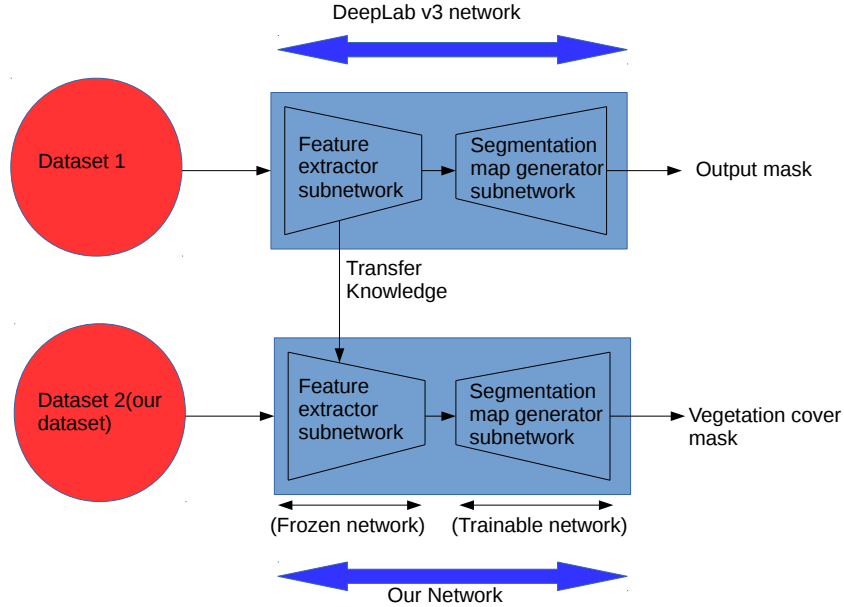 DeepLab v3 network
Dataset 1
Feature
extractor
subnetwork
Segmentation
map generator
subnetwork
Output mask
Transfer
Knowledge
Dataset 2(our
dataset)
Feature
extractor
subnetwork
Segmentation
map generator
subnetwork
Vegetation cover
mask
(Frozen network)
(Trainable network)
Our Network